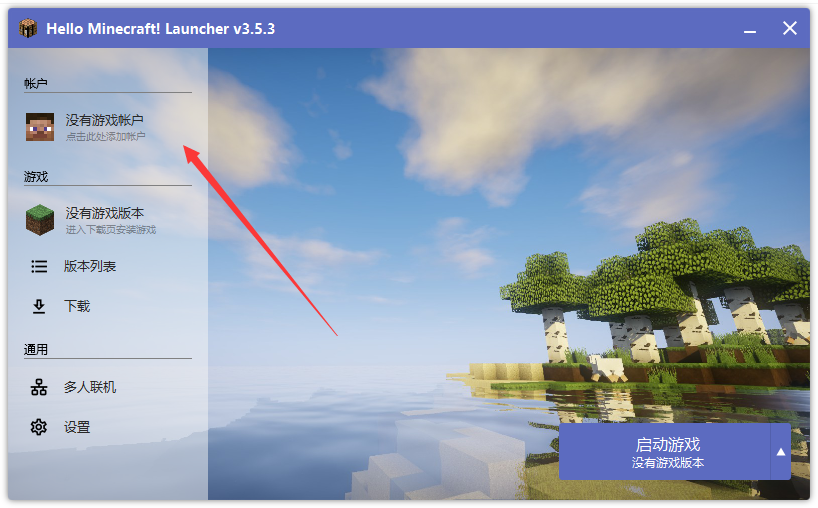 Hello Minecraft! Launcher v3.5.3
帐户
没有游戏帐户
点击此处添加帐户
游戏
没有游戏版本
进入下载页安装游戏
版本列表
下载
通用
多人联机
设置
启动游戏
没有游戏版本